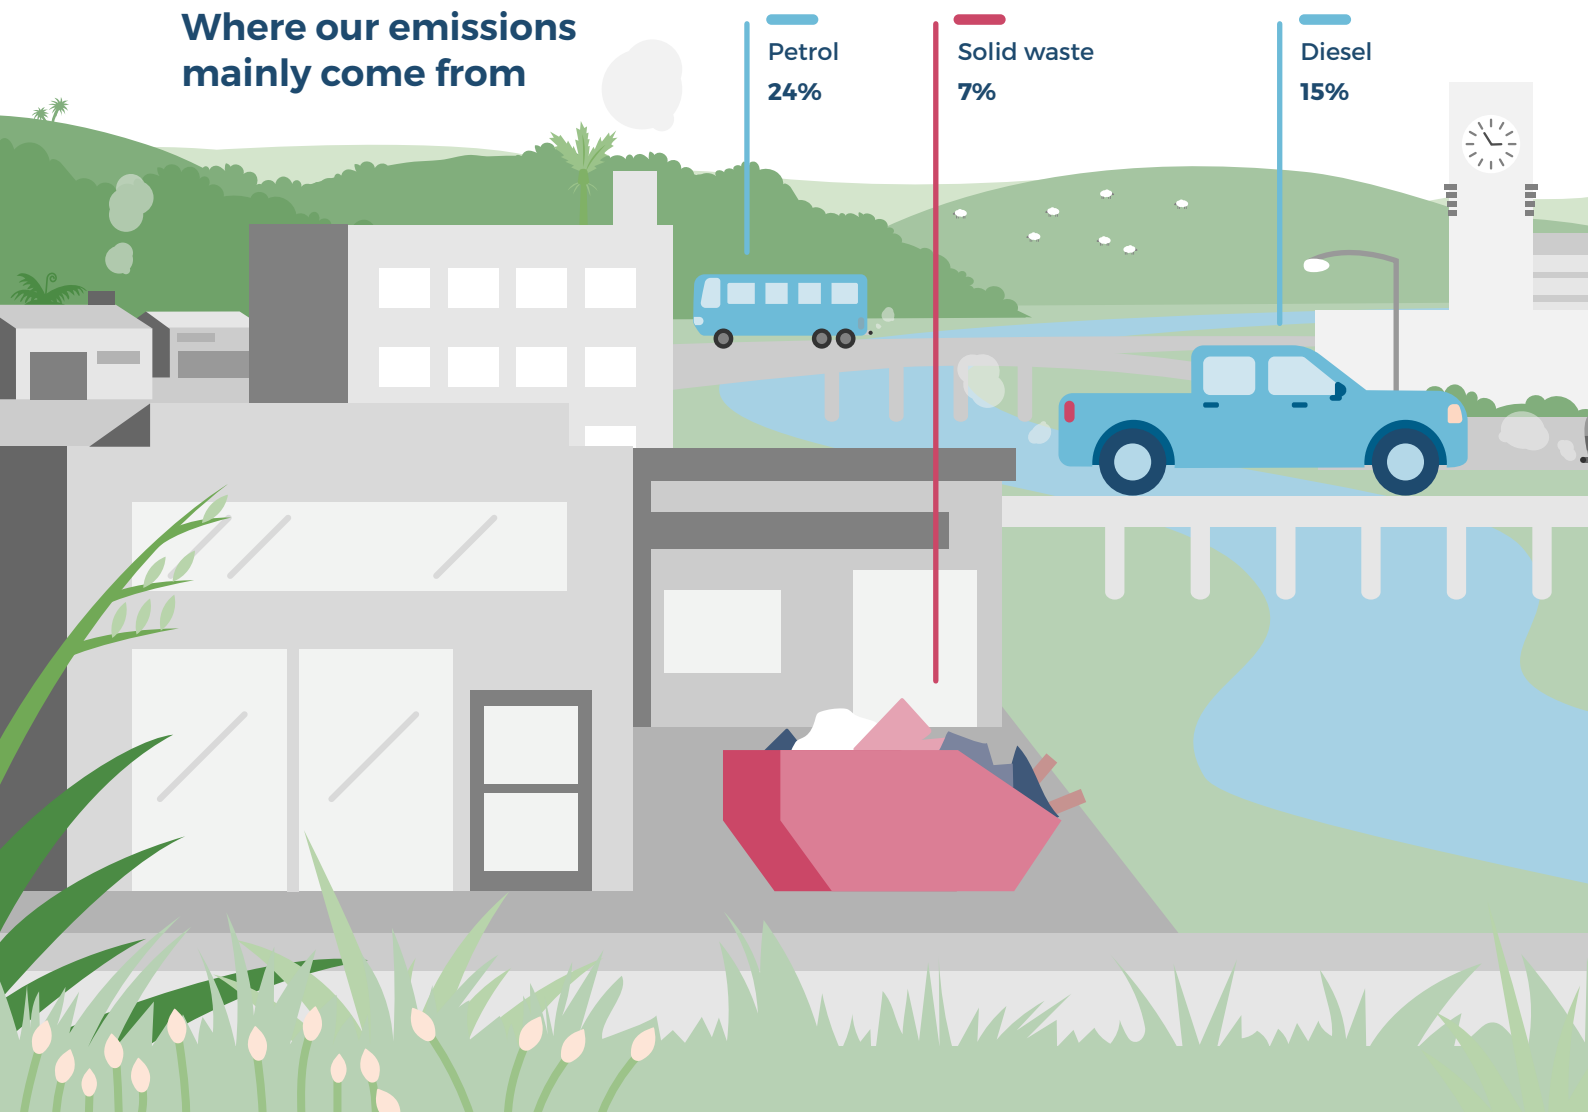 Where our emissions
mainly come from
Petrol
24%
Solid waste
7%
Diesel
15%